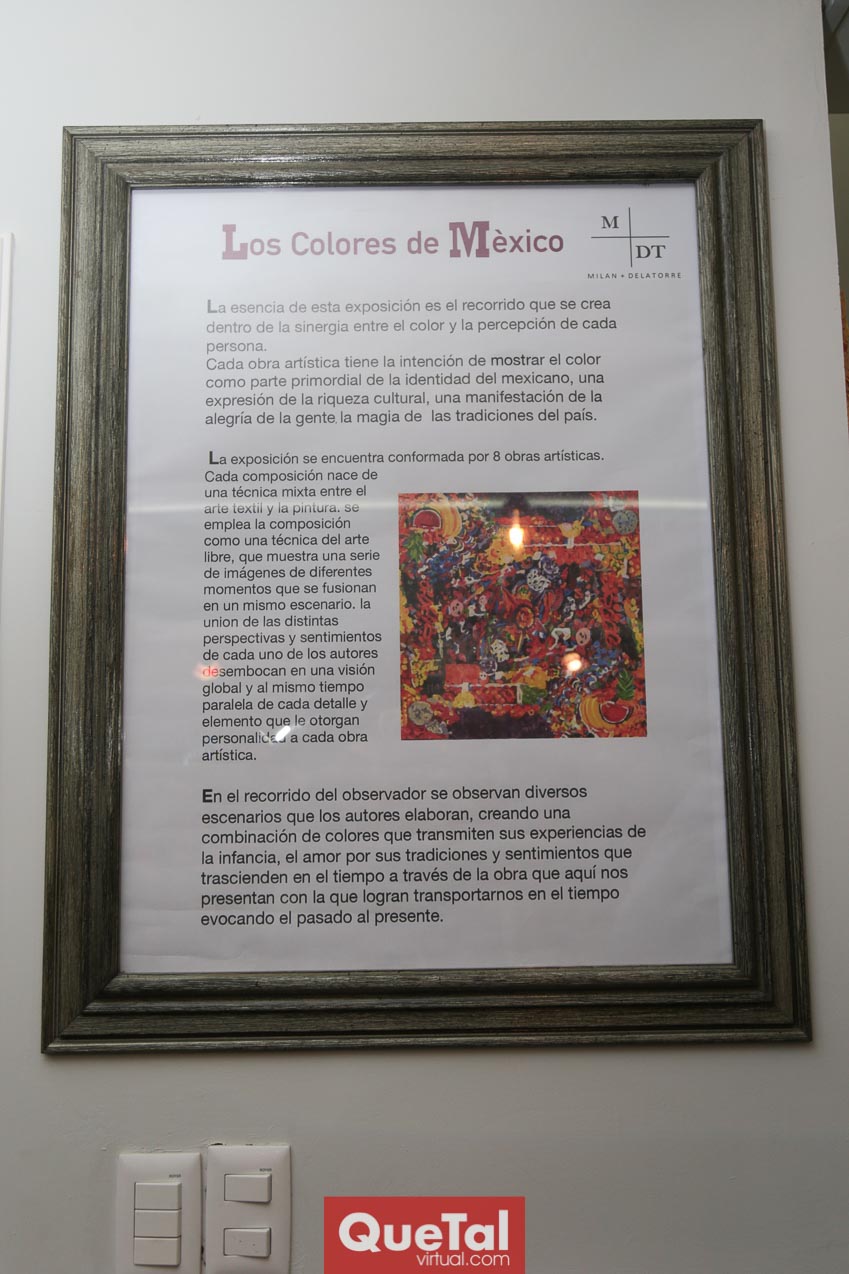 Los Colores de Mèxico
M
DT
MILAN + DELATORRE
La esencia de esta exposición es el recorrido que se crea
dentro de la sinergia entre el color y la percepción de cada
persona.
Cada obra artística tiene la intención de mostrar el color
como parte primordial de la identidad del mexicano, una
expresión de la riqueza cultural, una manifestación de la
alegría de la gente, la magia de las tradiciones del país.
La exposición se encuentra conformada por 8 obras artísticas.
Cada composición nace de
una técnica mixta entre el
arte textil y la pintura. se
emplea la composición
como una técnica del arte
libre, que muestra una serie
de imágenes de diferentes
momentos que se fusionan
en un mismo escenario. la
union de las distintas
perspectivas y sentimientos
de cada uno de los autores
desembocan en una visión
global y al mismo tiempo
paralela de cada detalle y
elemento que le otorgan
personalidad a cada obra
artística.
En el recorrido del observador se observan diversos
escenarios que los autores elaboran, creando una
combinación de colores que transmiten sus experiencias de
la infancia, el amor por sus tradiciones y sentimientos que
trascienden en el tiempo a través de la obra que aquí nos
presentan con la que logran transportarnos en el tiempo
evocando el pasado al presente.
QueTal
virtual.com